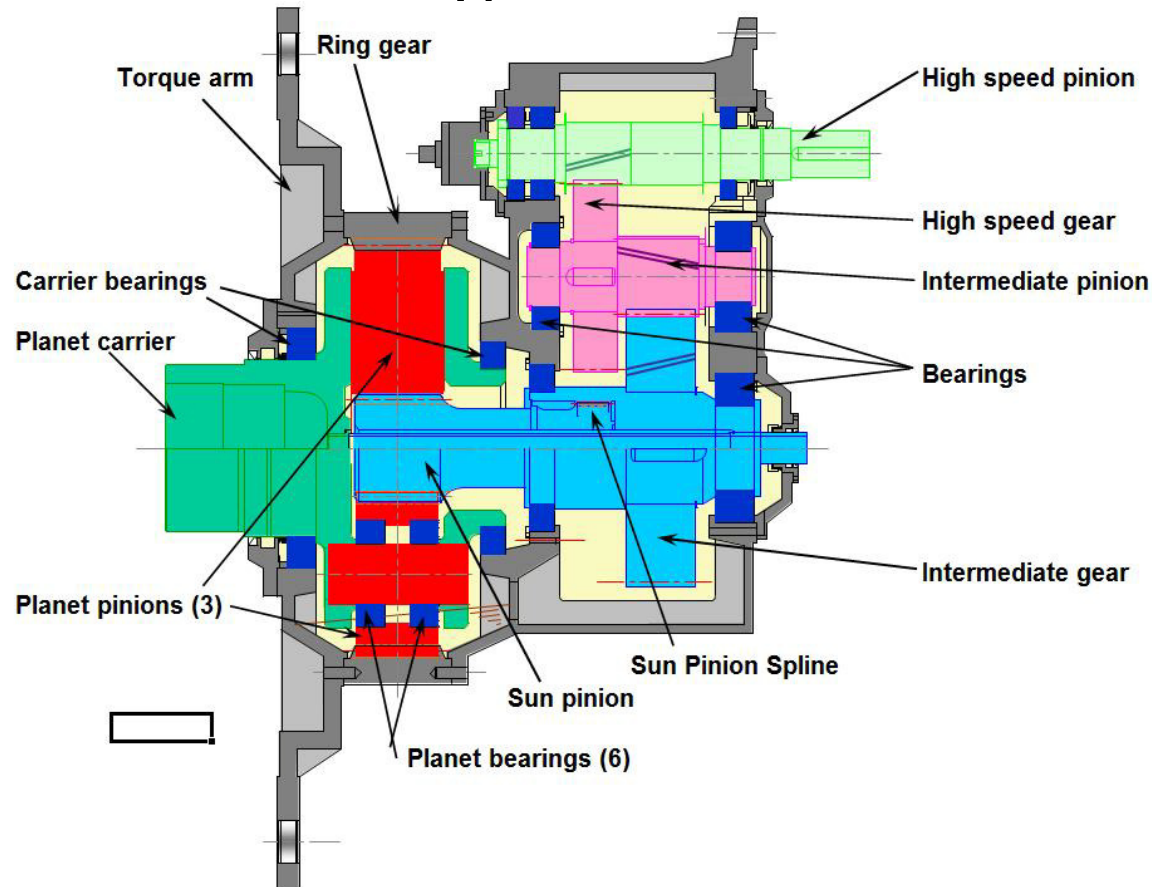 Ring gear
Torque arm
High speed pinion
High speed gear
Carrier bearings
Intermediate pinion
Planet carrier
Bearings
Intermediate gear
Planet pinions (3)
Sun Pinion Spline
Sun pinion
Planet bearings (6)